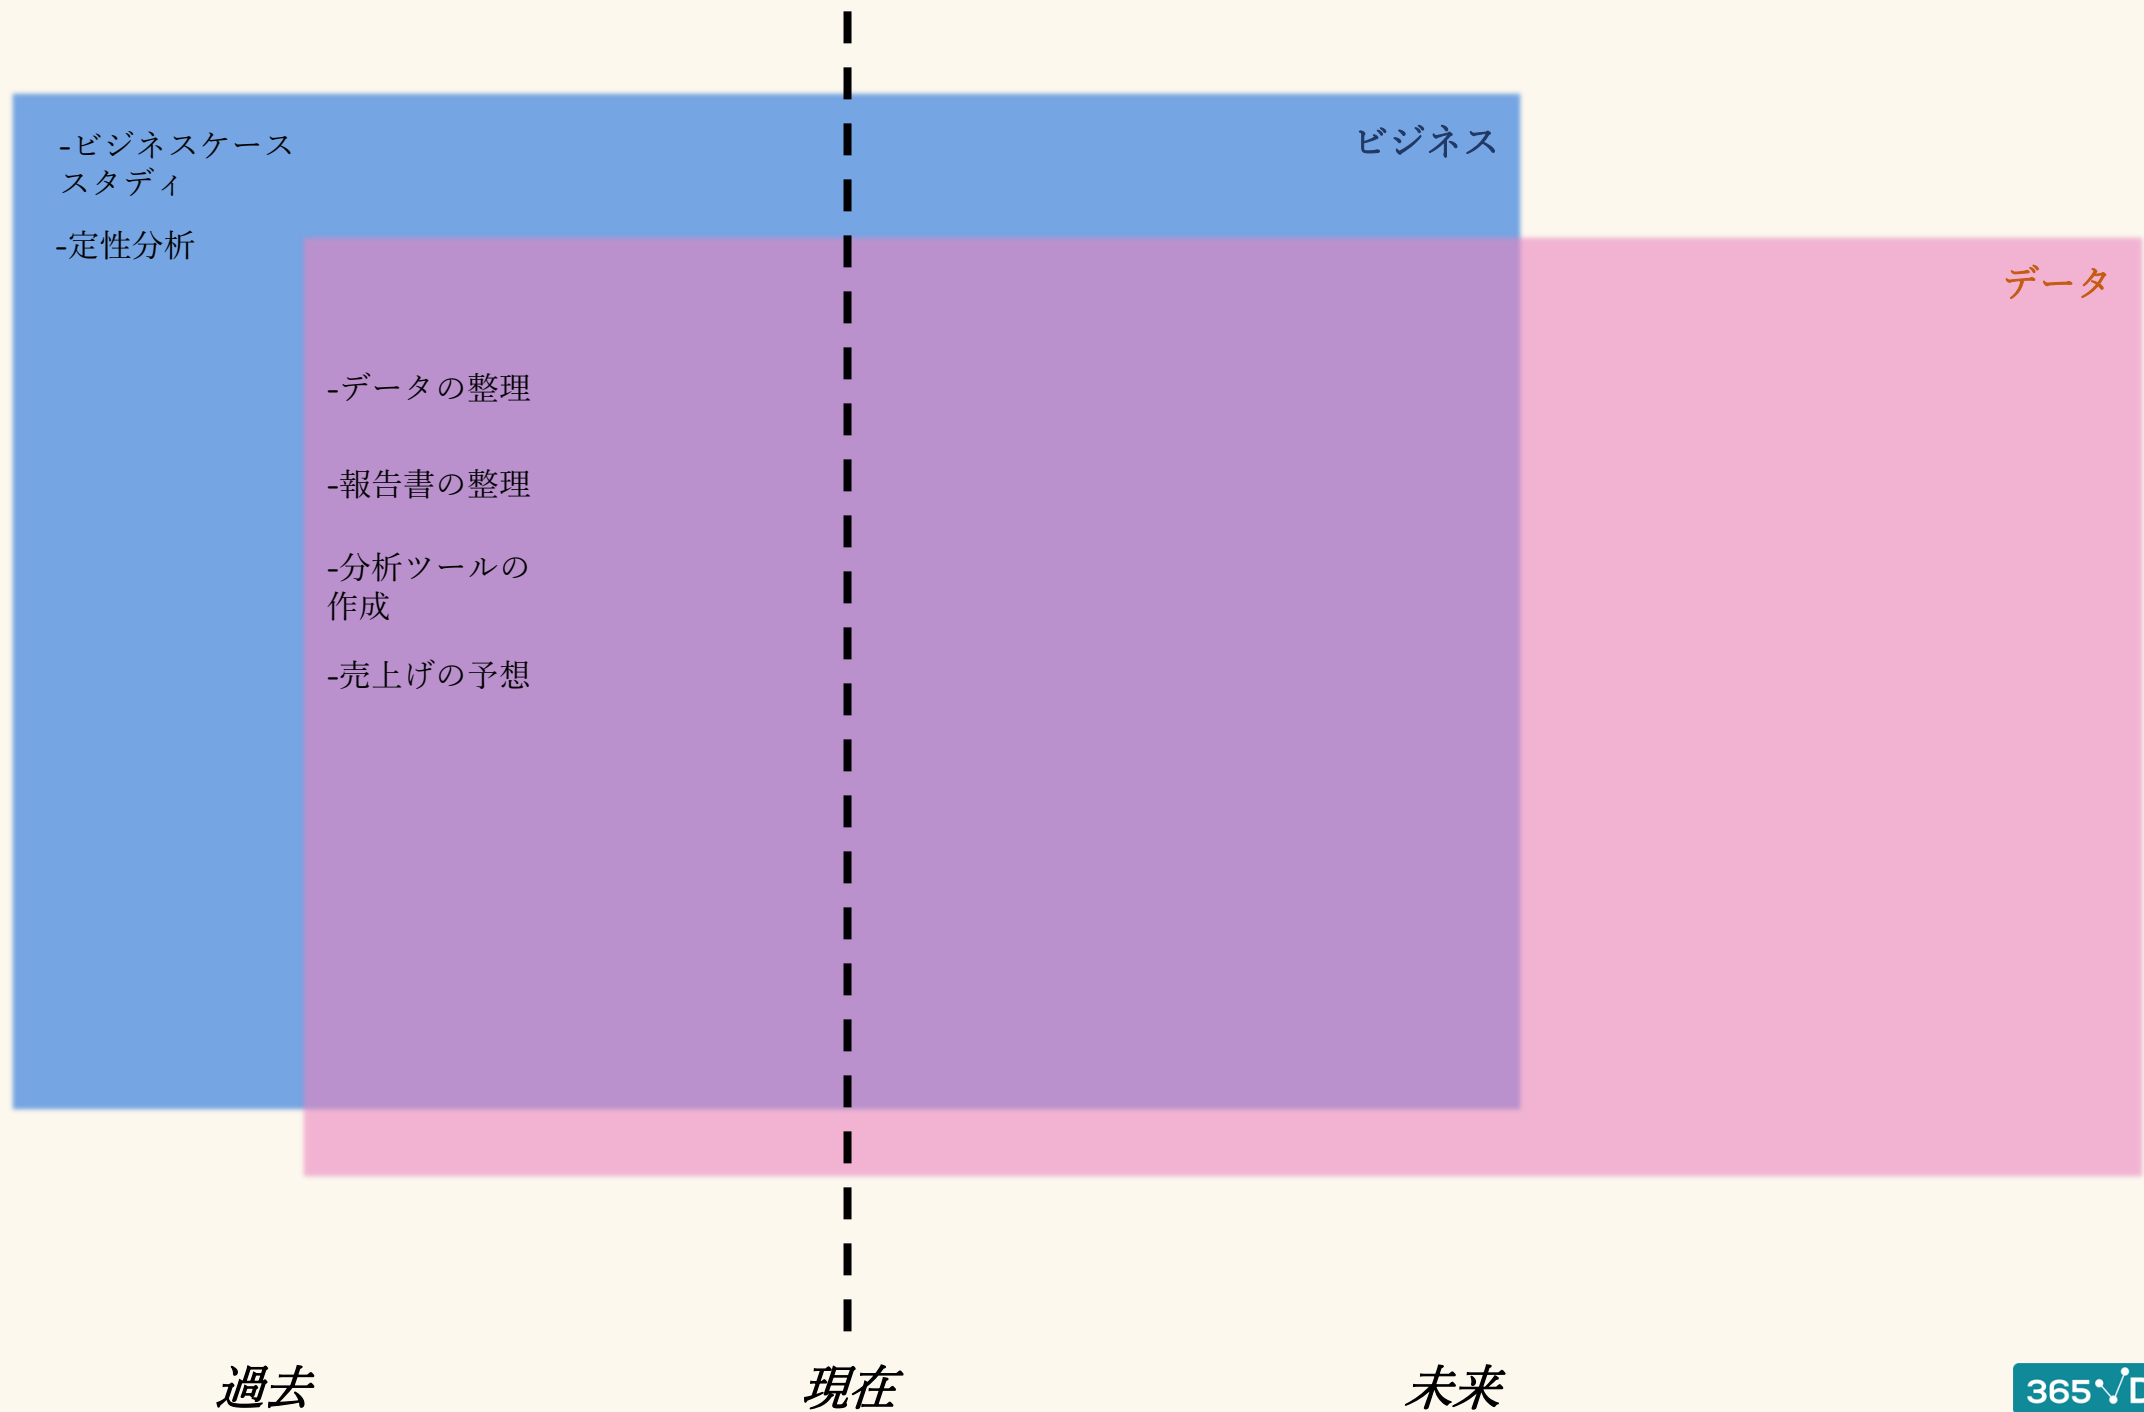 -ビジネスケース
スタディ
ビジネス
-定性分析
データ
-データの整理
-報告書の整理
-分析ツールの
作成
-売上げの予想
過去
現在
未来
365 D